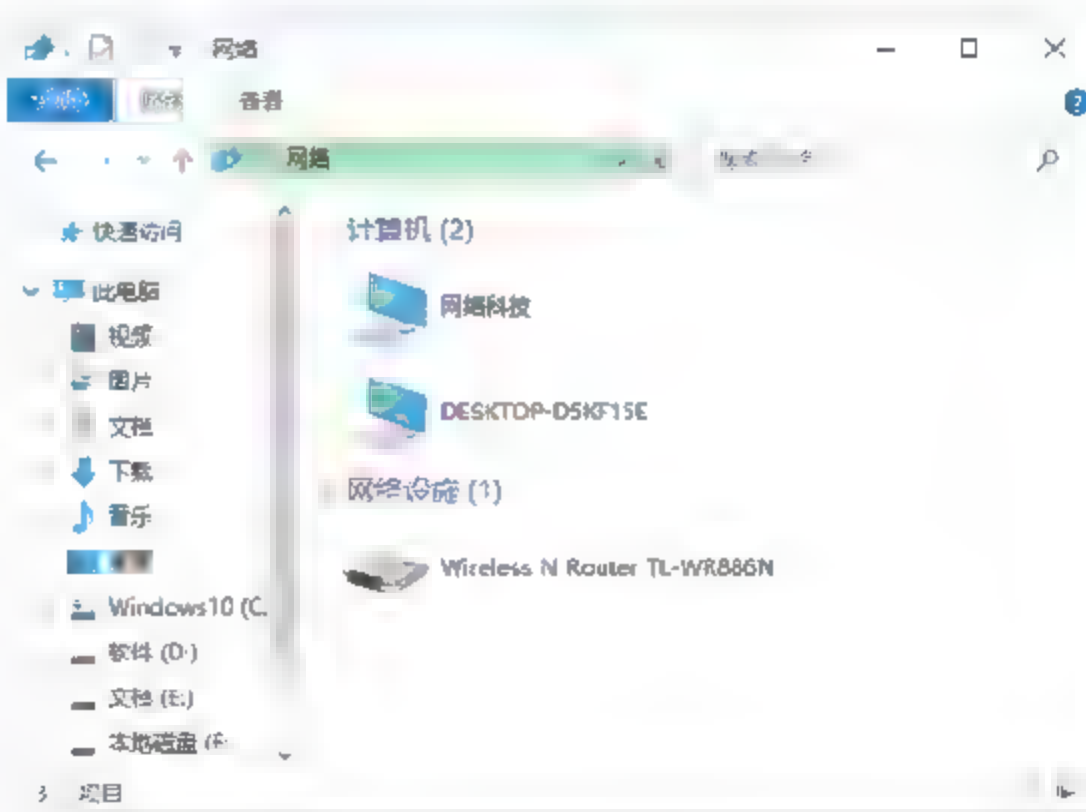 网络
查看
网络
快速访问
此电脑
视频
图片
文档
下载
音乐
Windows10 (C:
软件 (D:)
文档 (E:)
本地磁盘 (F:
计算机 (2)
网络科技
DESKTOP-D5KF15E
网络设施 (1)
Wireless N Router TL-WR886N
3 项目